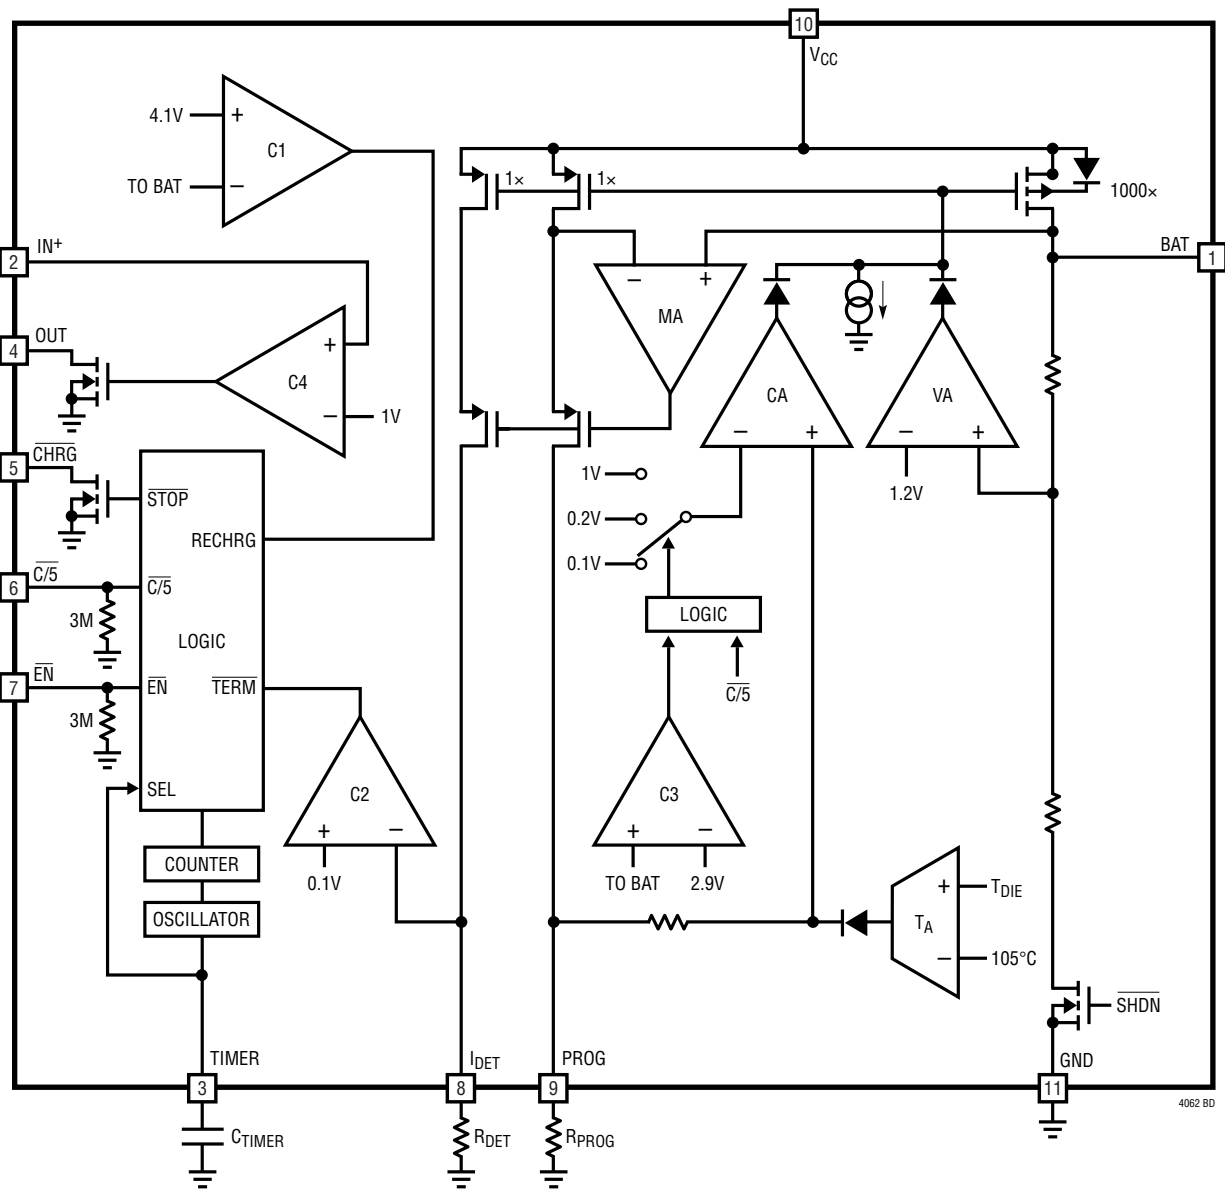 10
VCC
4.1V
+
C1
TO BAT
−
1×
1×
1000×
2
IN+
BAT
1
−
+
MA
4
OUT
+
C4
−
1V
CA
VA
−
+
−
+
5
CHRG
STOP
1V
1.2V
0.2V
RECHRG
0.1V
6
C/5
C/5
3M
LOGIC
LOGIC
7
EN
EN
TERM
C/5
3M
SEL
C2
C3
+
−
+
−
COUNTER
0.1V
TO BAT
2.9V
+
TDIE
OSCILLATOR
TA
−
105°C
SHDN
TIMER
IDET
PROG
GND
3
8
9
11
4062 BD
CTIMER
RDET
RPROG